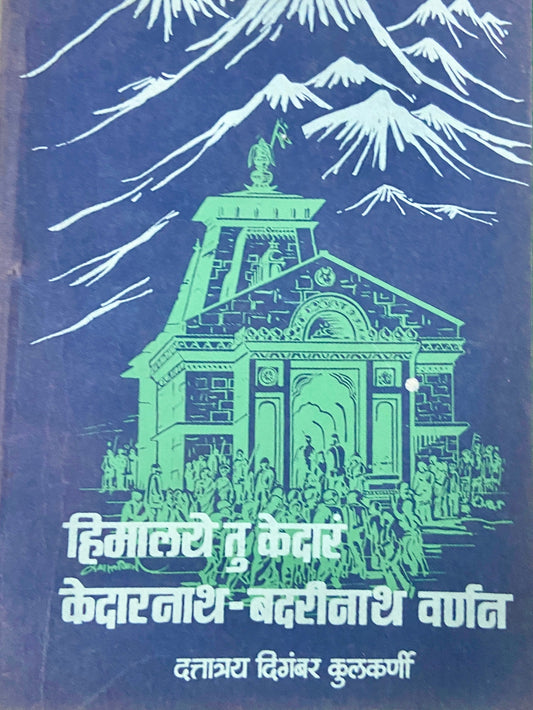 हिमालये तु केदारं
केदारनाथ-बदरीनाथ वर्णन
दत्तात्रय दिगंबर कुलकर्णी